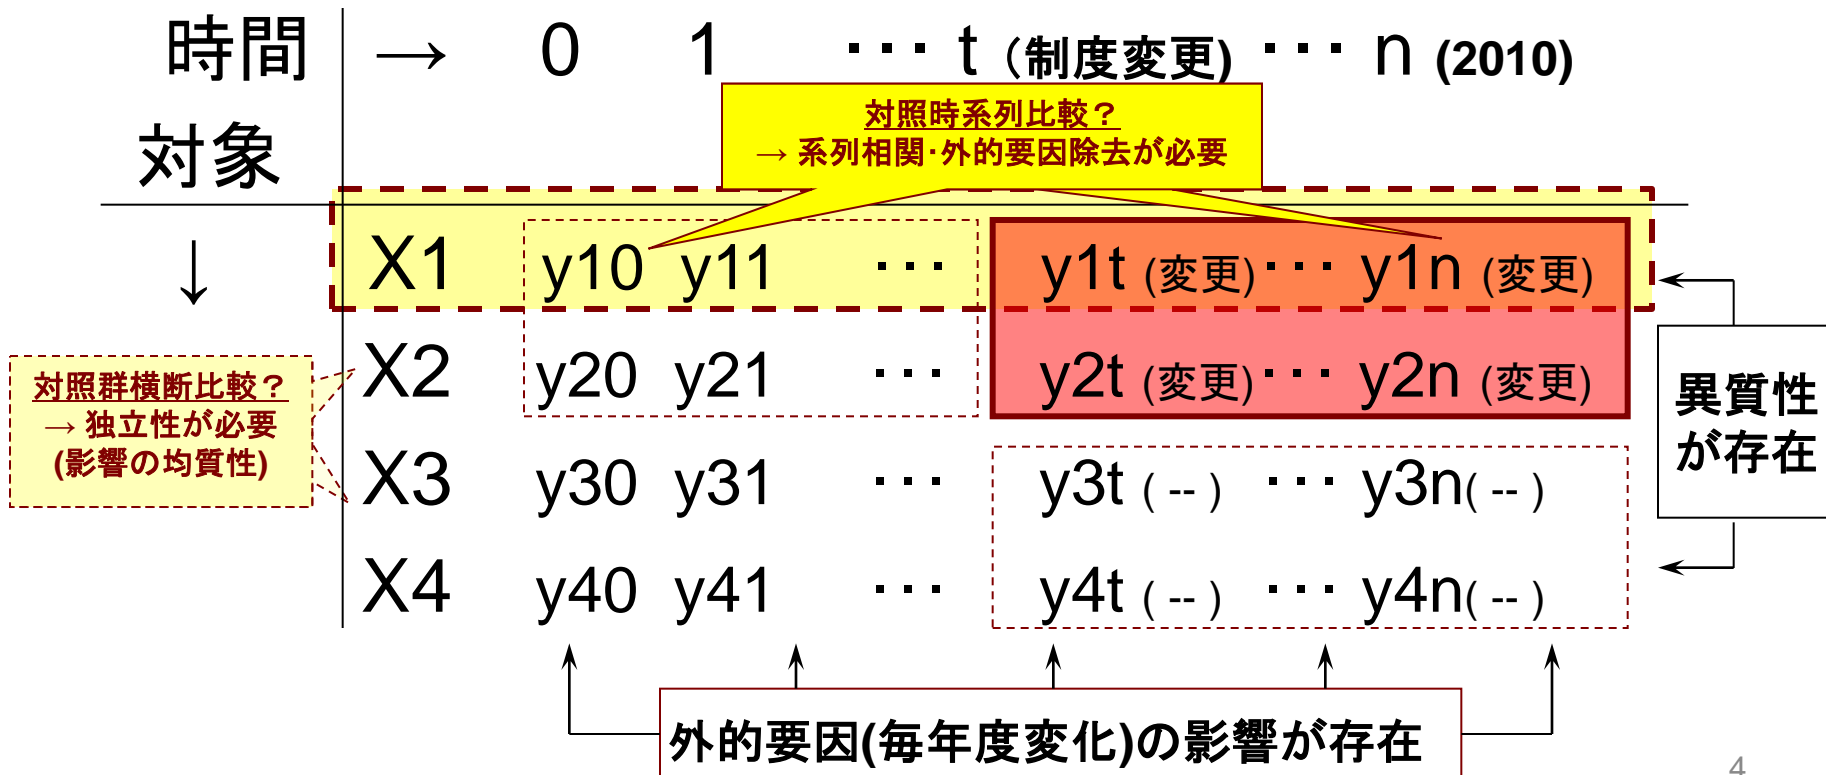 時間 → 0 1 ･･･ t (制度変更) ･･･ n (2010)
対照時系列比較？
→ 系列相関･外的要因除去が必要
対象
↓
X1 y10 y11 ･･･ y1t (変更) ･･･ y1n (変更)
X2 y20 y21 ･･･ y2t (変更) ･･･ y2n (変更)
対照群横断比較？
→ 独立性が必要
(影響の均質性)
異質性
が存在
X3 y30 y31 ･･･ y3t ( -- ) ･･･ y3n( -- )
X4 y40 y41 ･･･ y4t ( -- ) ･･･ y4n( -- )
外的要因(毎年度変化)の影響が存在
4